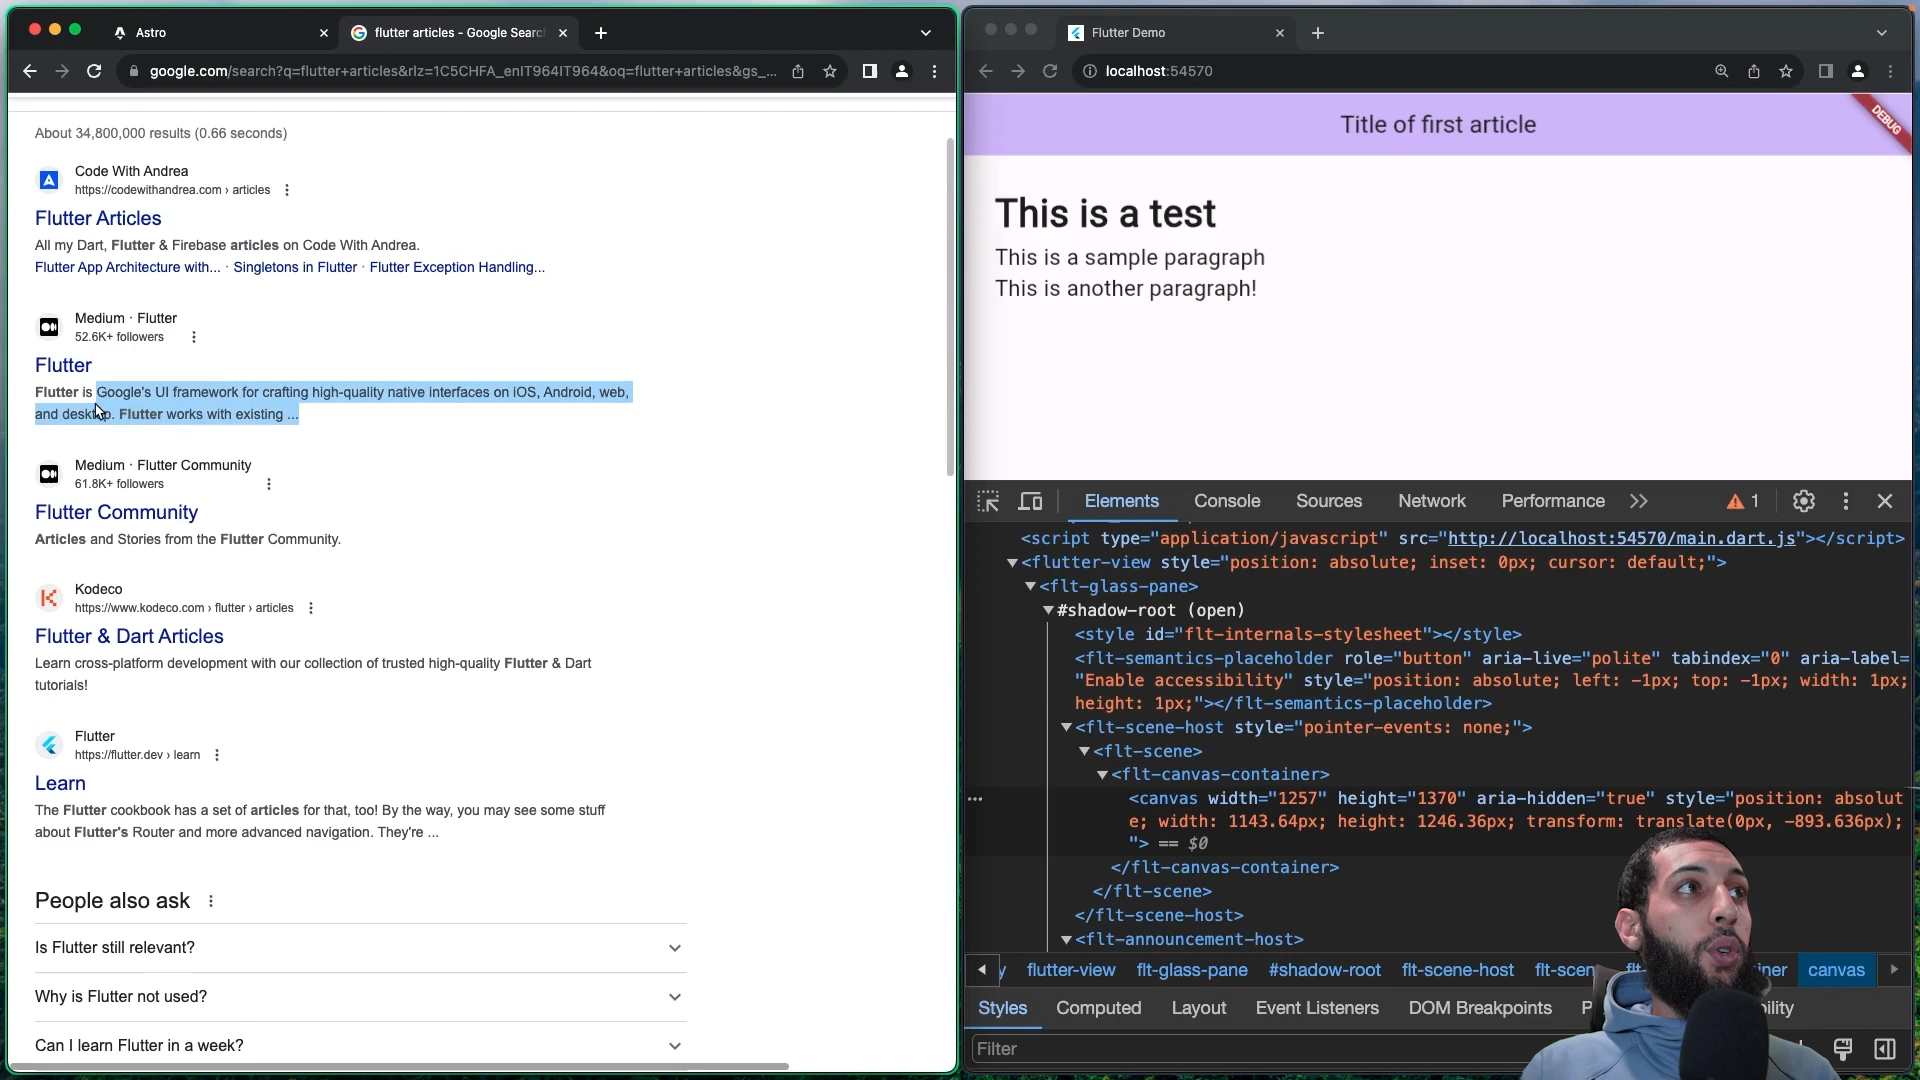 Astro
flutter articles - Google Searc
google.com/search?q=flutter+articles&rlz=1C5CHFA_enIT964IT964&oq=flutter+articles&gs_...
About 34,800,000 results (0.66 seconds)
Code With Andrea
https://codewithandrea.com › articles
Flutter Articles
All my Dart, Flutter & Firebase articles on Code With Andrea.
Flutter App Architecture with... · Singletons in Flutter · Flutter Exception Handling...
Medium · Flutter
52.6K+ followers
Flutter
Flutter is Google's UI framework for crafting high-quality native interfaces on iOS, Android, web,
and desktop. Flutter works with existing ...
Medium · Flutter Community
61.8K+ followers
Flutter Community
Articles and Stories from the Flutter Community.
Kodeco
https://www.kodeco.com › flutter › articles
Flutter & Dart Articles
Learn cross-platform development with our collection of trusted high-quality Flutter & Dart
tutorials!
Flutter
https://flutter.dev › learn
Learn
The Flutter cookbook has a set of articles for that, too! By the way, you may see some stuff
about Flutter's Router and more advanced navigation. They're ...
People also ask
Is Flutter still relevant?
Why is Flutter not used?
Can I learn Flutter in a week?
Flutter Demo
localhost:54570
Title of first article
DEBUG
This is a test
This is a sample paragraph
This is another paragraph!
Elements Console Sources Network Performance 1
<script type="application/javascript" src="http://localhost:54570/main.dart.js"></script>
<flutter-view style="position: absolute; inset: 0px; cursor: default;">
<flt-glass-pane>
#shadow-root (open)
<style id="flt-internals-stylesheet"></style>
<flt-semantics-placeholder role="button" aria-live="polite" tabindex="0" aria-label=
"Enable accessibility" style="position: absolute; left: -1px; top: -1px; width: 1px;
height: 1px;"></flt-semantics-placeholder>
<flt-scene-host style="pointer-events: none;">
<flt-scene>
<flt-canvas-container>
<canvas width="1257" height="1370" aria-hidden="true" style="position: absolut
e; width: 1143.64px; height: 1246.36px; transform: translate(0px, -893.636px);
"> == $0
</flt-canvas-container>
</flt-scene>
</flt-scene-host>
<flt-announcement-host>
y flutter-view flt-glass-pane #shadow-root flt-scene-host flt-scen flt- iner canvas
Styles Computed Layout Event Listeners DOM Breakpoints P ility
Filter